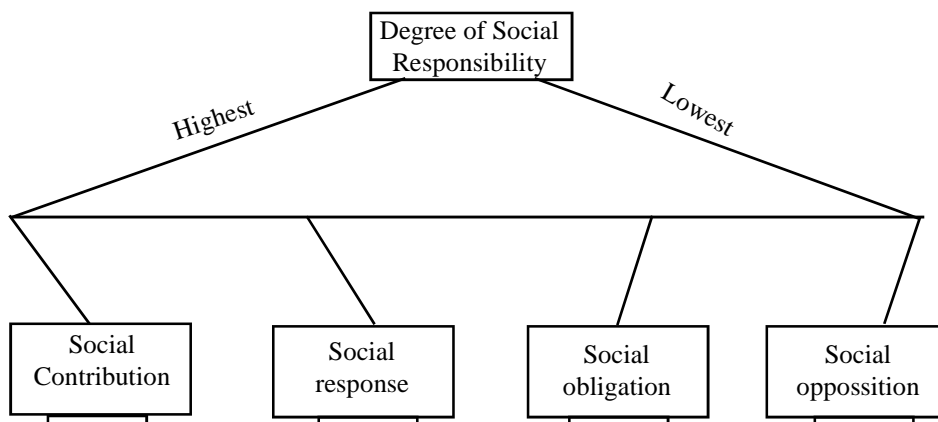 Degree of Social
Responsibility
Highest
Lowest
Social
Contribution
Social
response
Social
obligation
Social
oppossition